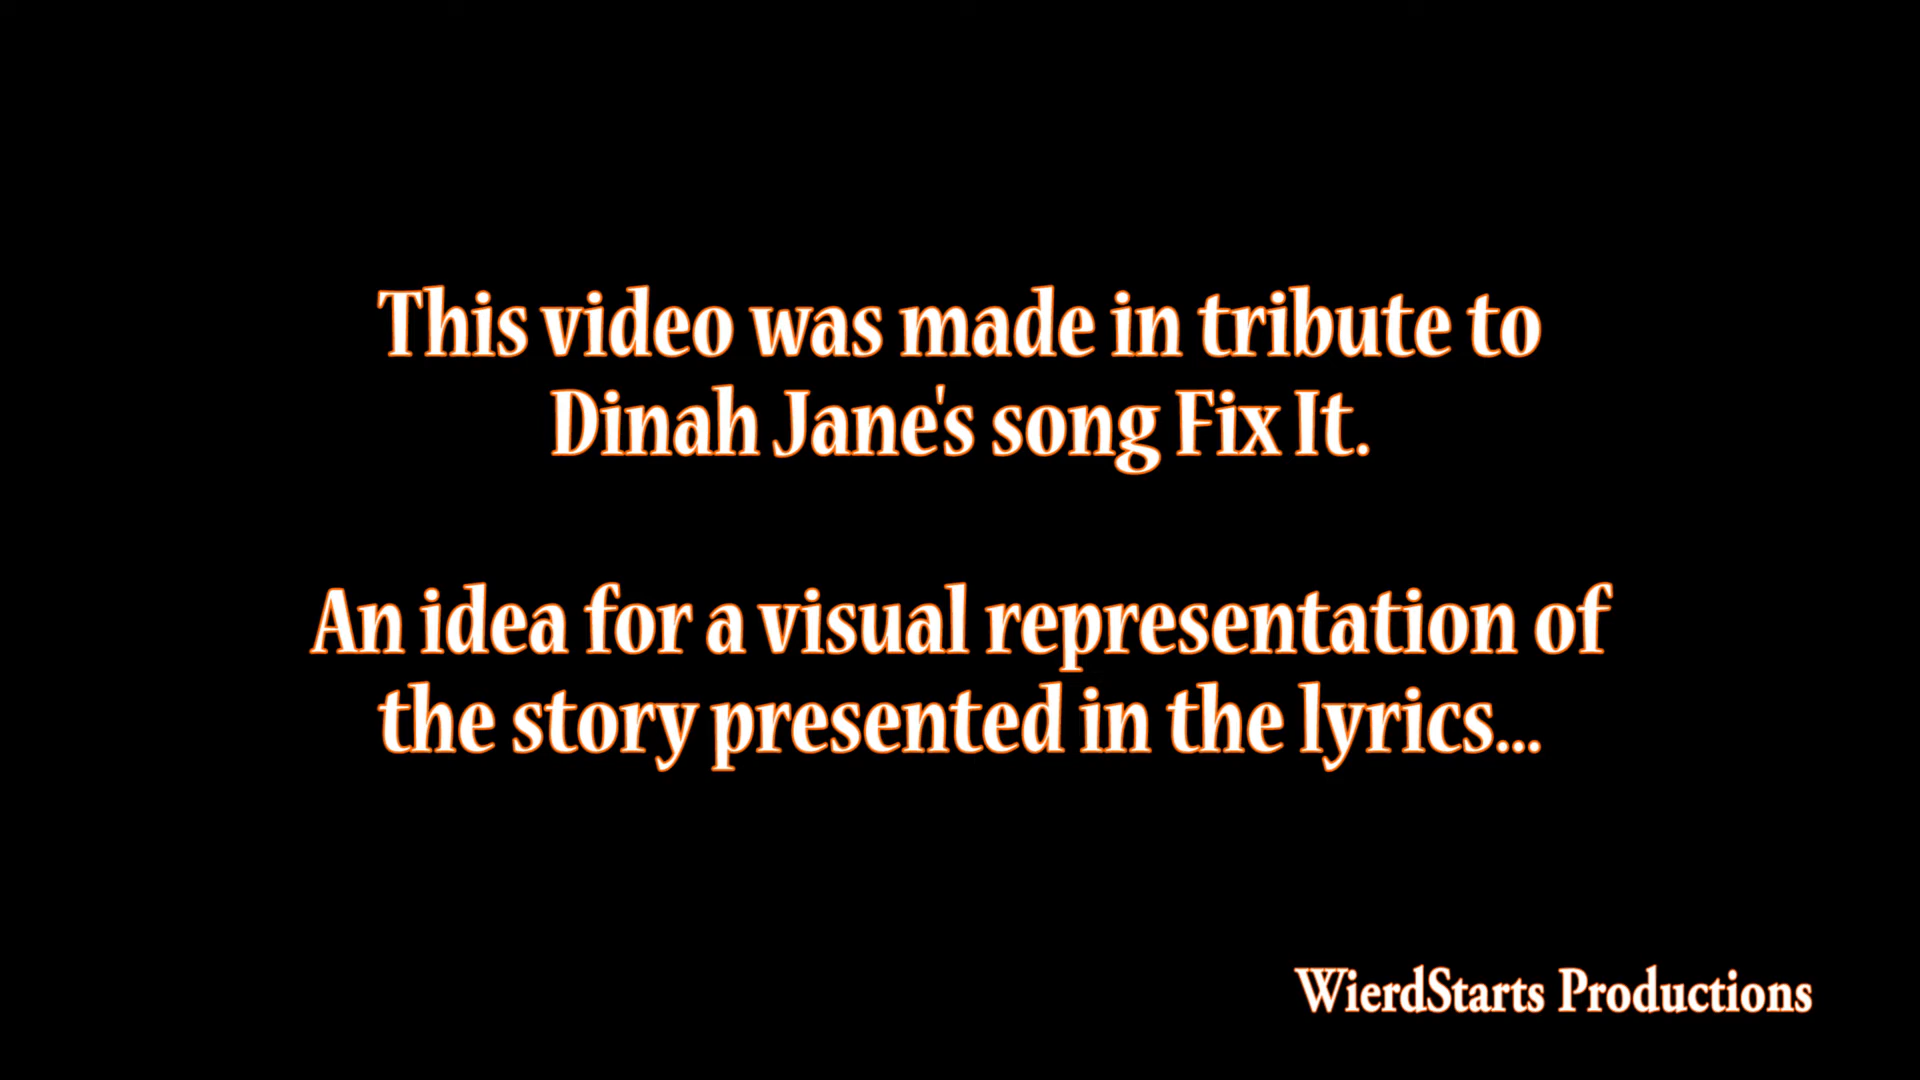 This video was made in tribute to
Dinah Jane's song Fix It.
An idea for a visual representation of
the story presented in the lyrics...
WierdStarts Productions